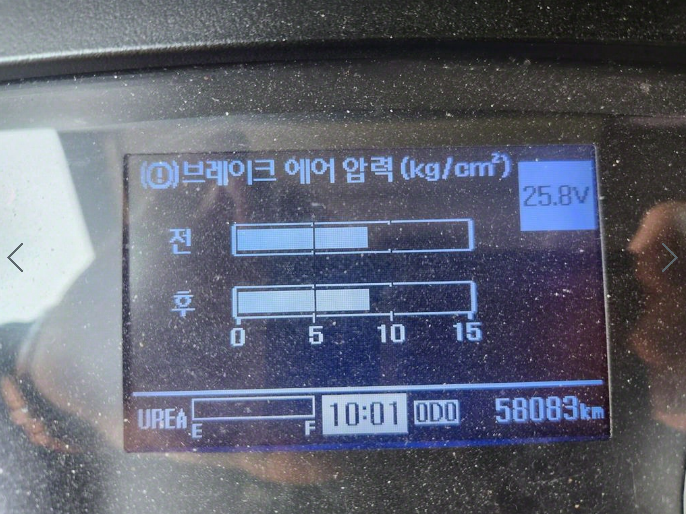 (!)브레이크 에어 압력 (kg/cm²)
25.8V
전
후
0 5 10 15
UREA E F 10:01 ODO 58083km